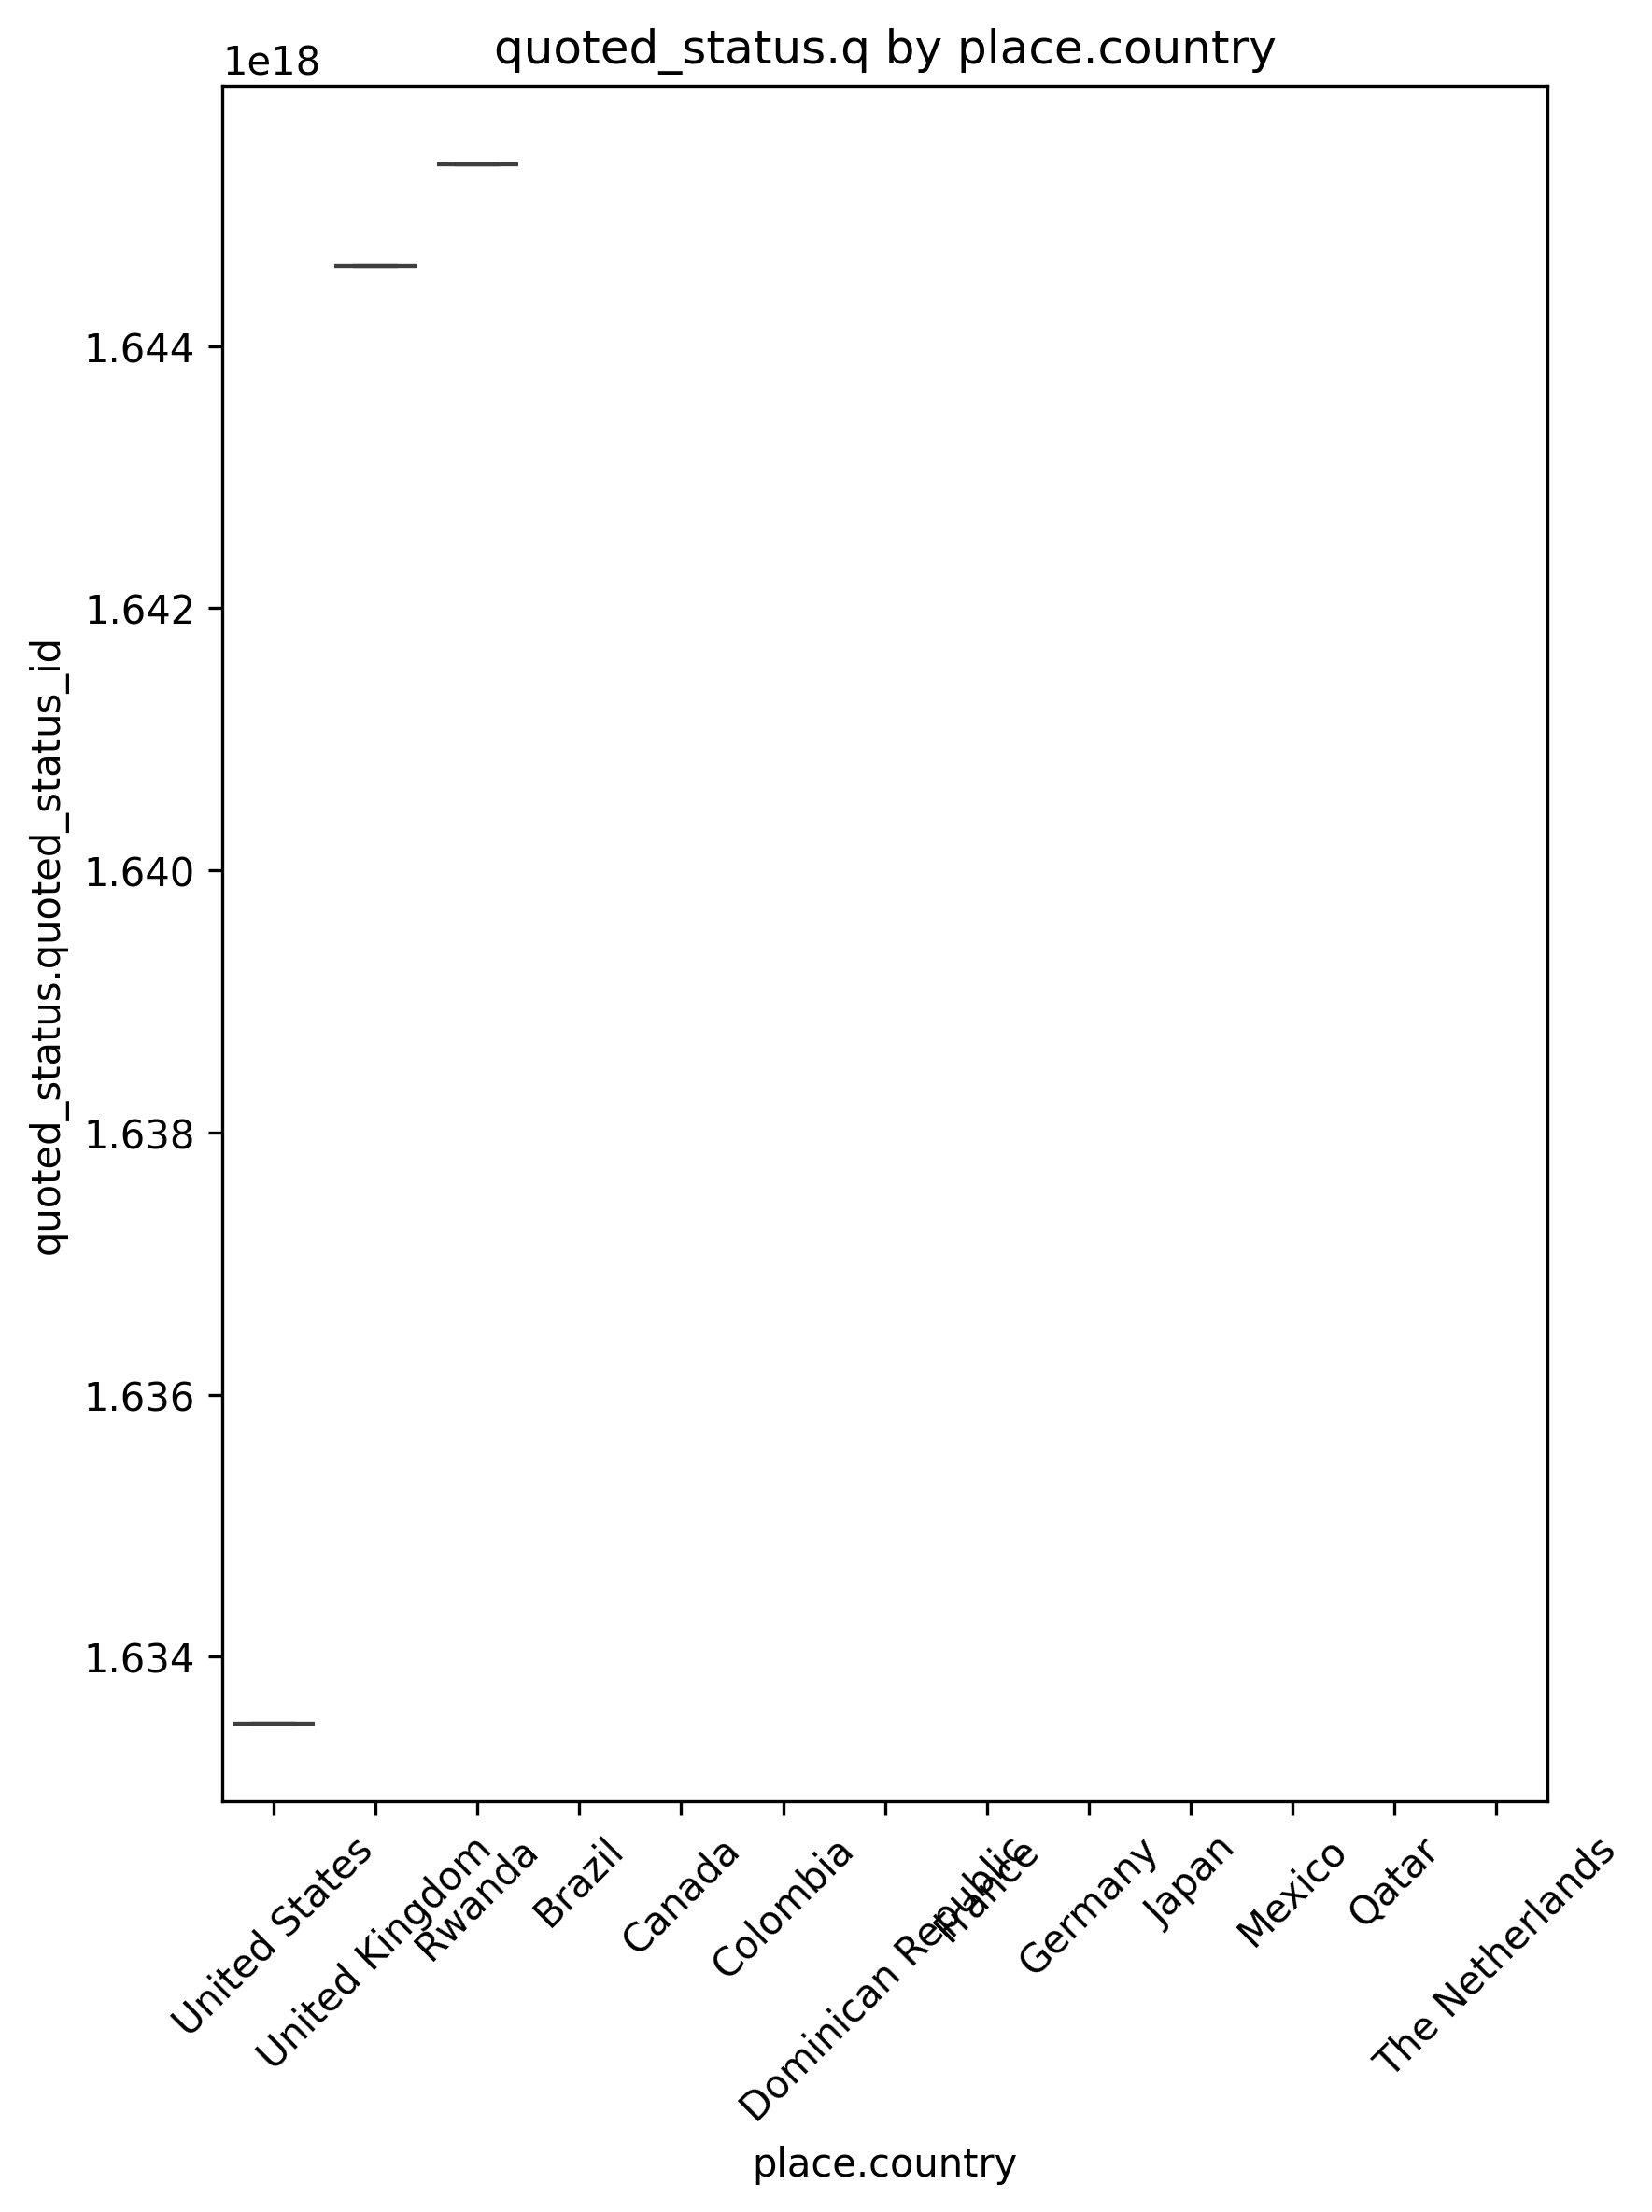 quoted_status.q by place.country
1e18
1.644
1.642
1.640
1.638
1.636
1.634
quoted_status.quoted_status_id
United States
United Kingdom
Rwanda
Brazil
Canada
Colombia
Dominican Republic
France
Germany
Japan
Mexico
Qatar
The Netherlands
place.country